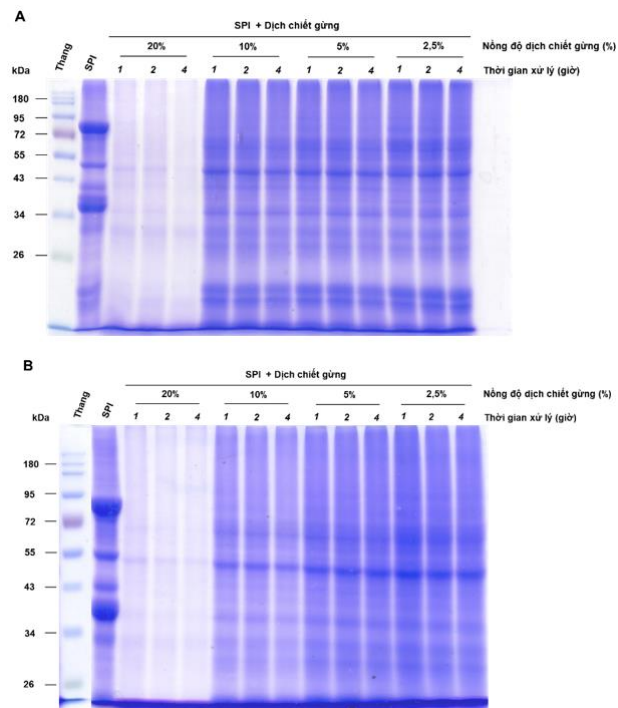 A
SPI + Dịch chiết gừng
Thang SPI 20% 10% 5% 2,5% Nồng độ dịch chiết gừng (%)
kDa 1 2 4 1 2 4 1 2 4 1 2 4 Thời gian xử lý (giờ)
180
95
72
55
43
34
26
B
SPI + Dịch chiết gừng
Thang SPI 20% 10% 5% 2,5% Nồng độ dịch chiết gừng (%)
kDa 1 2 4 1 2 4 1 2 4 1 2 4 Thời gian xử lý (giờ)
180
95
72
55
43
34
26